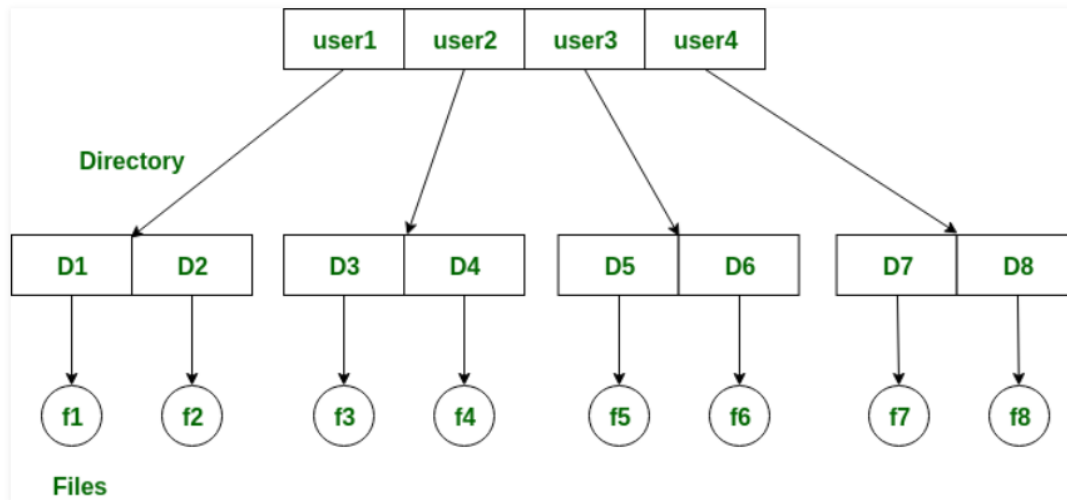 user1 user2 user3 user4
Directory
D1 D2 D3 D4 D5 D6 D7 D8
f1 f2 f3 f4 f5 f6 f7 f8
Files